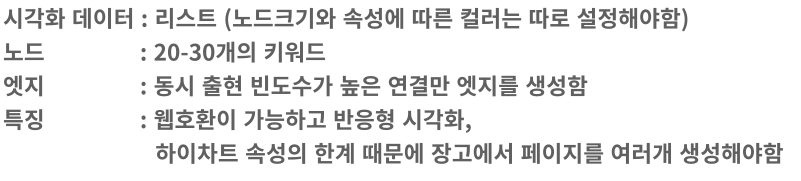 시각화 데이터 : 리스트 (노드크기와 속성에 따른 컬러는 따로 설정해야함)
노드 : 20-30개의 키워드
엣지 : 동시 출현 빈도수가 높은 연결만 엣지를 생성함
특징 : 웹호환이 가능하고 반응형 시각화,
하이차트 속성의 한계 때문에 장고에서 페이지를 여러개 생성해야함